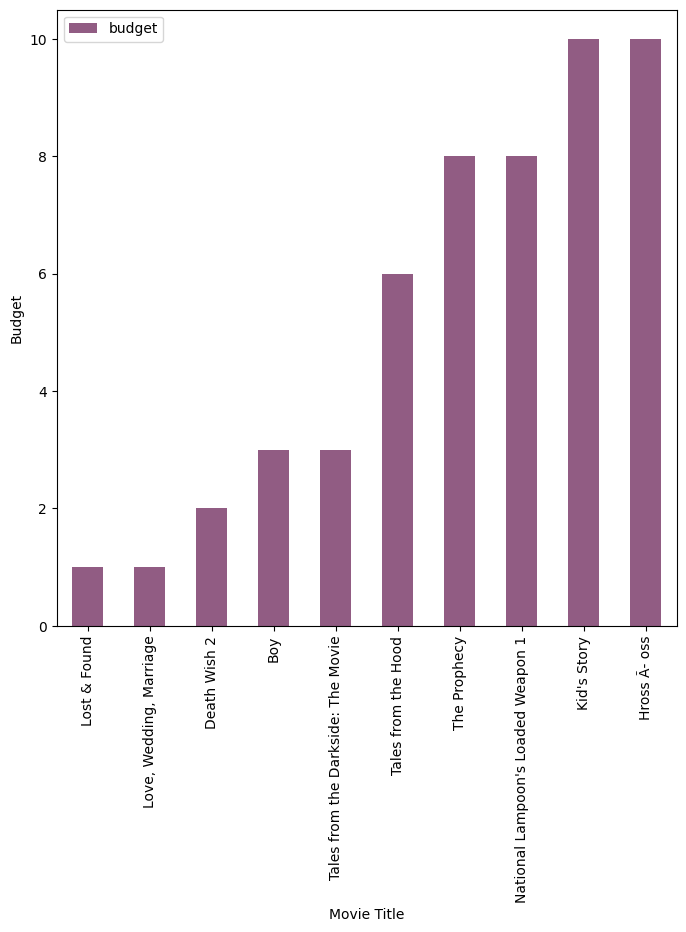 budget
Budget
10
8
6
4
2
0
Lost & Found
Love, Wedding, Marriage
Death Wish 2
Boy
Tales from the Darkside: The Movie
Tales from the Hood
The Prophecy
National Lampoon's Loaded Weapon 1
Kid's Story
Hross Ã- oss
Movie Title